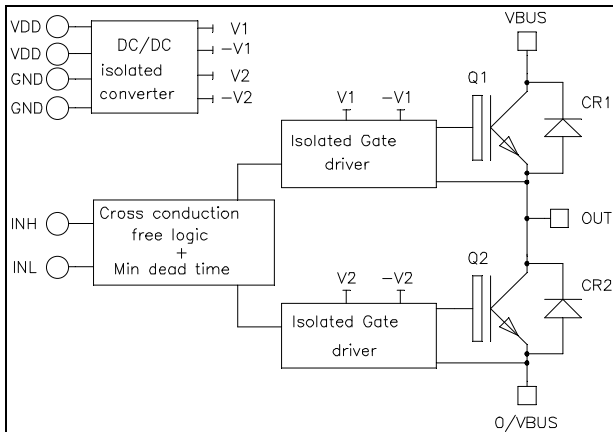 VDD
VDD
GND
GND
DC/DC
isolated
converter
V1
-V1
V2
-V2
VBUS
Q1
CR1
V1
-V1
Isolated Gate
driver
INH
INL
Cross conduction
free logic
+
Min dead time
OUT
Q2
CR2
V2
-V2
Isolated Gate
driver
0/VBUS